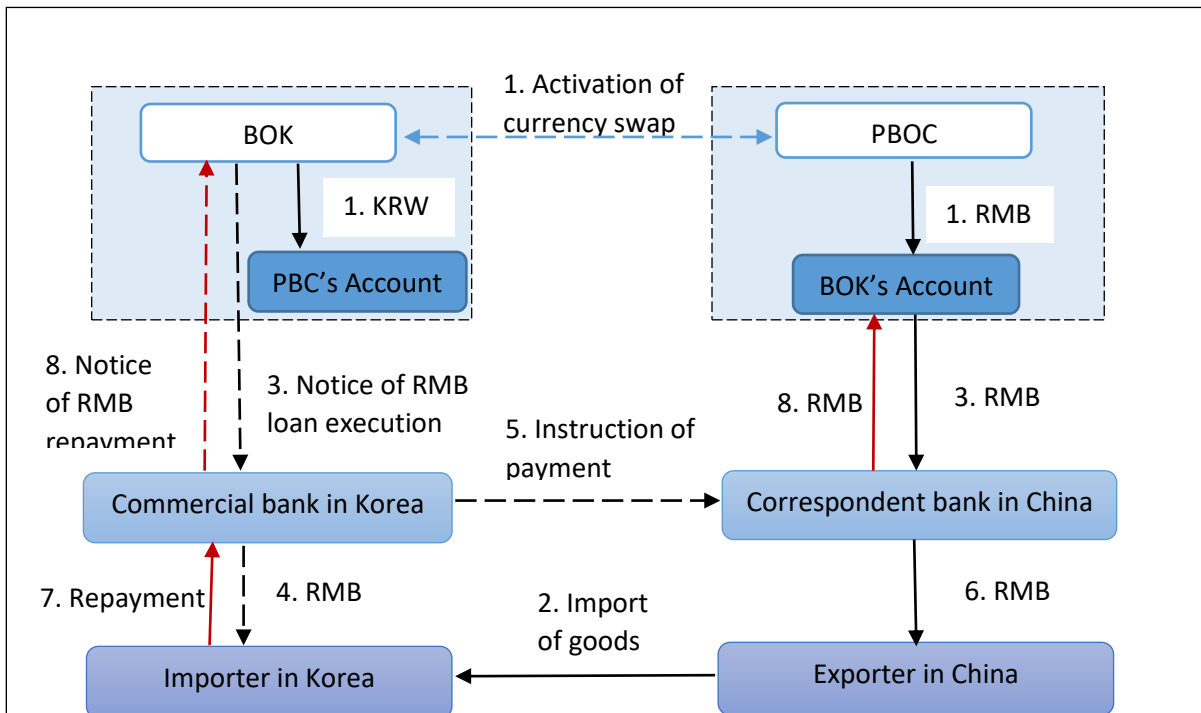 1. Activation of
currency swap
BOK
PBOC
1. KRW
1. RMB
PBC’s Account
BOK’s Account
8. Notice
of RMB
repayment
3. Notice of RMB
loan execution
8. RMB
3. RMB
5. Instruction of
payment
Commercial bank in Korea
Correspondent bank in China
7. Repayment
4. RMB
2. Import
of goods
6. RMB
Importer in Korea
Exporter in China